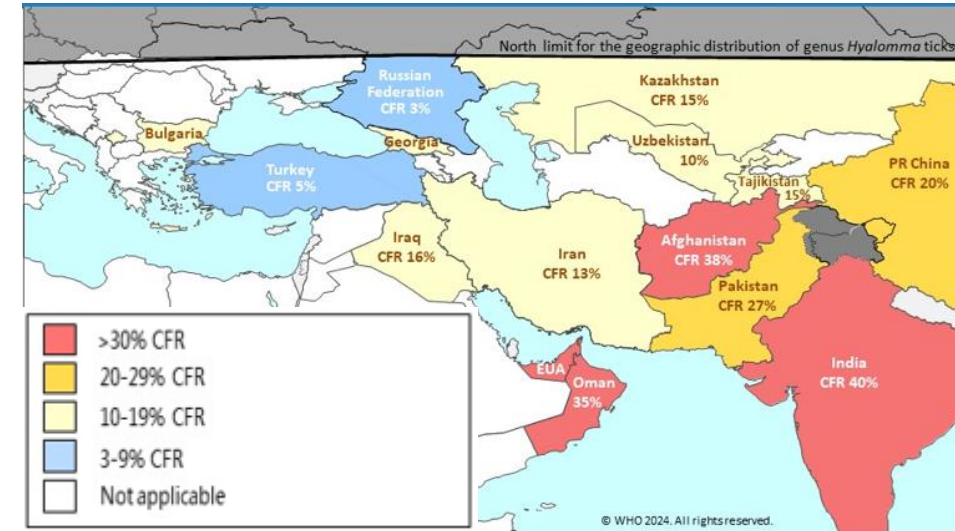 North limit for the geographic distribution of genus Hyalomma ticks
Russian
Federation
CFR 3%
Kazakhstan
CFR 15%
Bulgaria
Georgia
Uzbekistan
10%
PR China
CFR 20%
Turkey
CFR 5%
Tajikistan
15%
Iraq
CFR 16%
Iran
CFR 13%
Afghanistan
CFR 38%
Pakistan
CFR 27%
EUA
Oman
35%
India
CFR 40%
>30% CFR
20-29% CFR
10-19% CFR
3-9% CFR
Not applicable
© WHO 2024. All rights reserved.